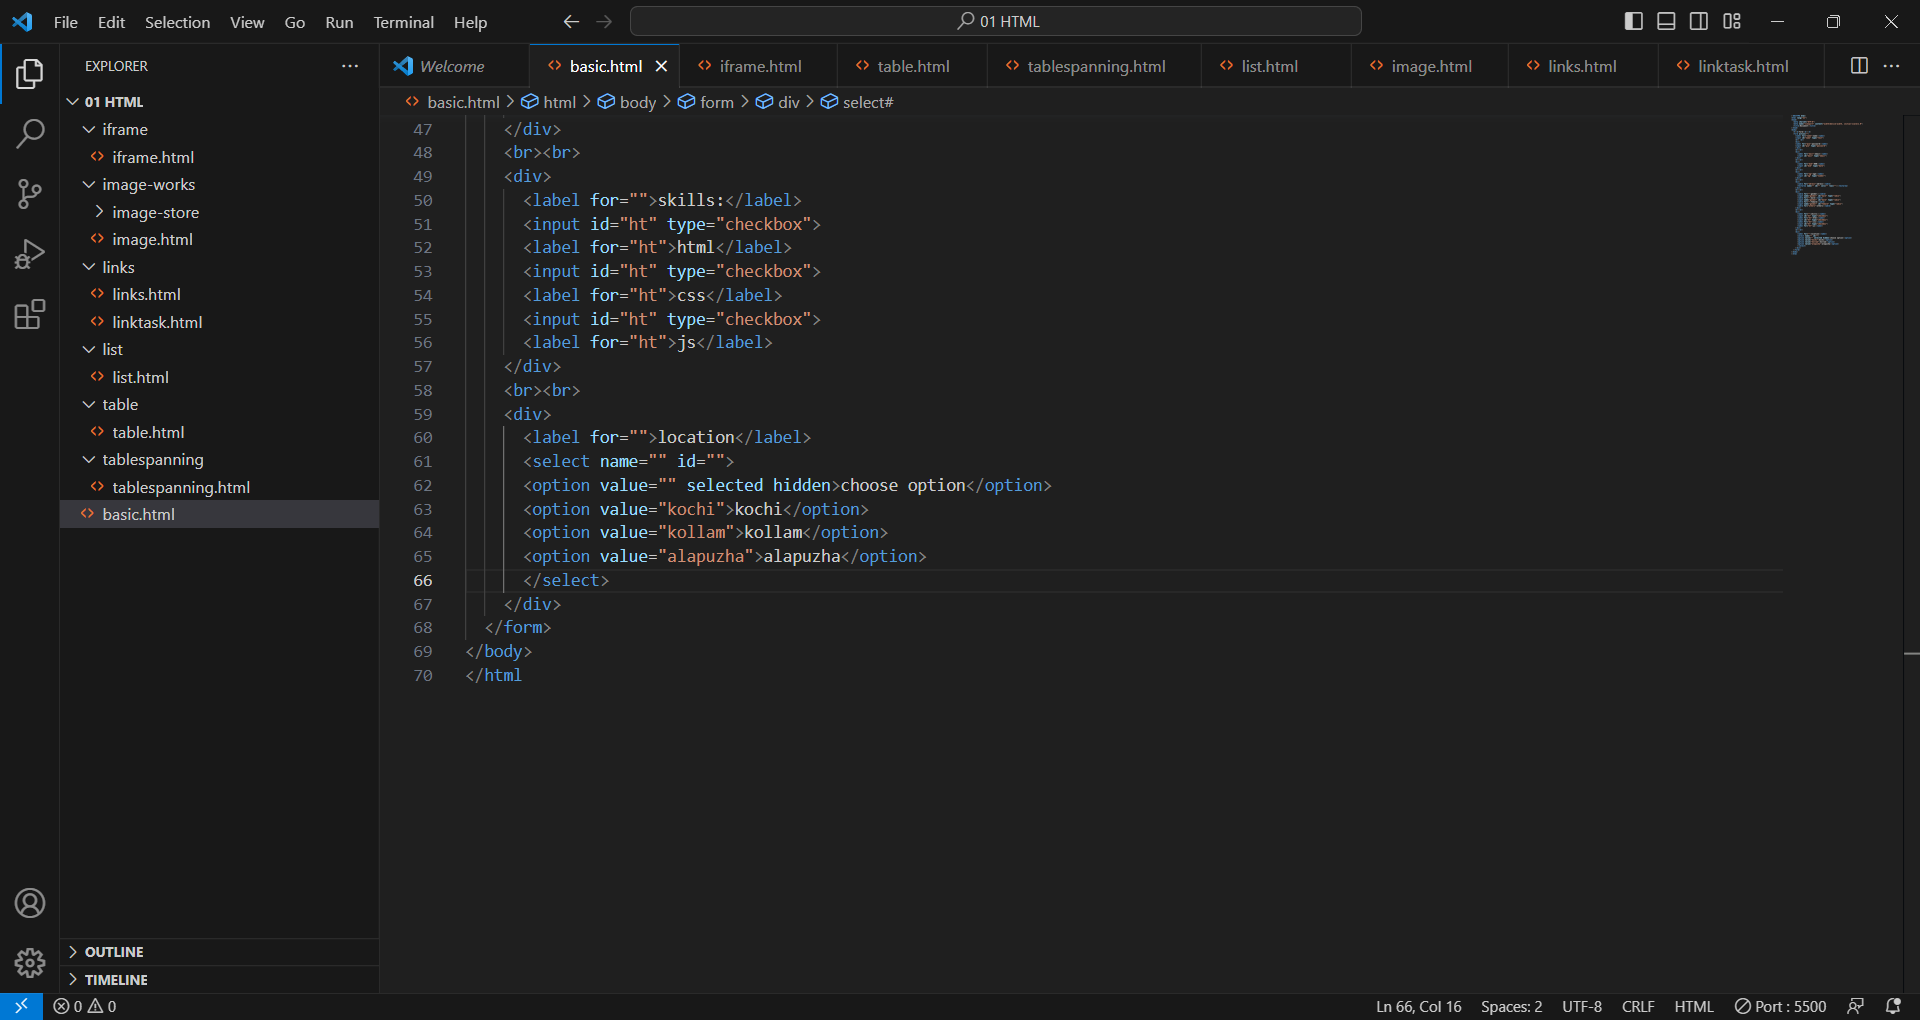 File Edit Selection View Go Run Terminal Help
01 HTML
EXPLORER
01 HTML
iframe
iframe.html
image-works
image-store
image.html
links
links.html
linktask.html
list
list.html
table
table.html
tablespanning
tablespanning.html
basic.html
OUTLINE
TIMELINE
Welcome basic.html iframe.html table.html tablespanning.html list.html image.html links.html linktask.html
basic.html > html > body > form > div > select#
47 </div>
48 <br><br>
49 <div>
50 <label for="">skills:</label>
51 <input id="ht" type="checkbox">
52 <label for="ht">html</label>
53 <input id="ht" type="checkbox">
54 <label for="ht">css</label>
55 <input id="ht" type="checkbox">
56 <label for="ht">js</label>
57 </div>
58 <br><br>
59 <div>
60 <label for="">location</label>
61 <select name="" id="">
62 <option value="" selected hidden>choose option</option>
63 <option value="kochi">kochi</option>
64 <option value="kollam">kollam</option>
65 <option value="alapuzha">alapuzha</option>
66 </select>
67 </div>
68 </form>
69 </body>
70 </html
0 0 Ln 66, Col 16 Spaces: 2 UTF-8 CRLF HTML Port : 5500